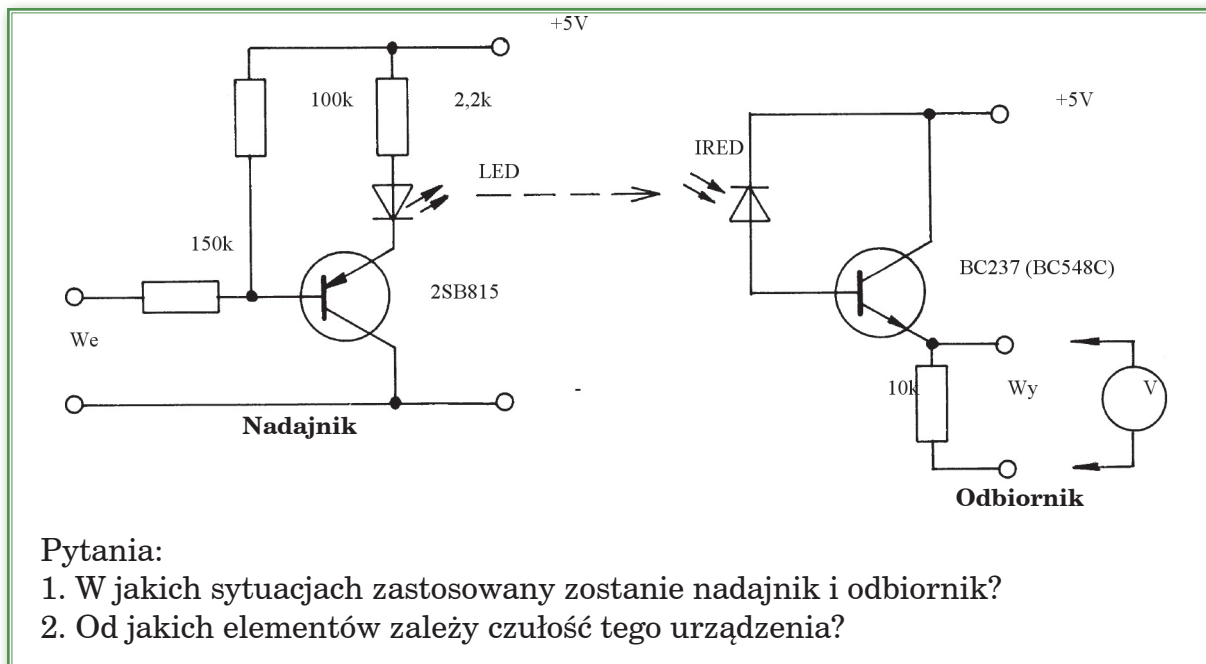 +5V
100k
2,2k
+5V
IRED
LED
150k
BC237 (BC548C)
2SB815
We
10k
Wy
V
-
Nadajnik
Odbiornik
Pytania:
1. W jakich sytuacjach zastosowany zostanie nadajnik i odbiornik?
2. Od jakich elementów zależy czułość tego urządzenia?